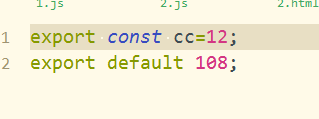 1.js 2.js 2.html
1 export const cc=12;
2 export default 108;